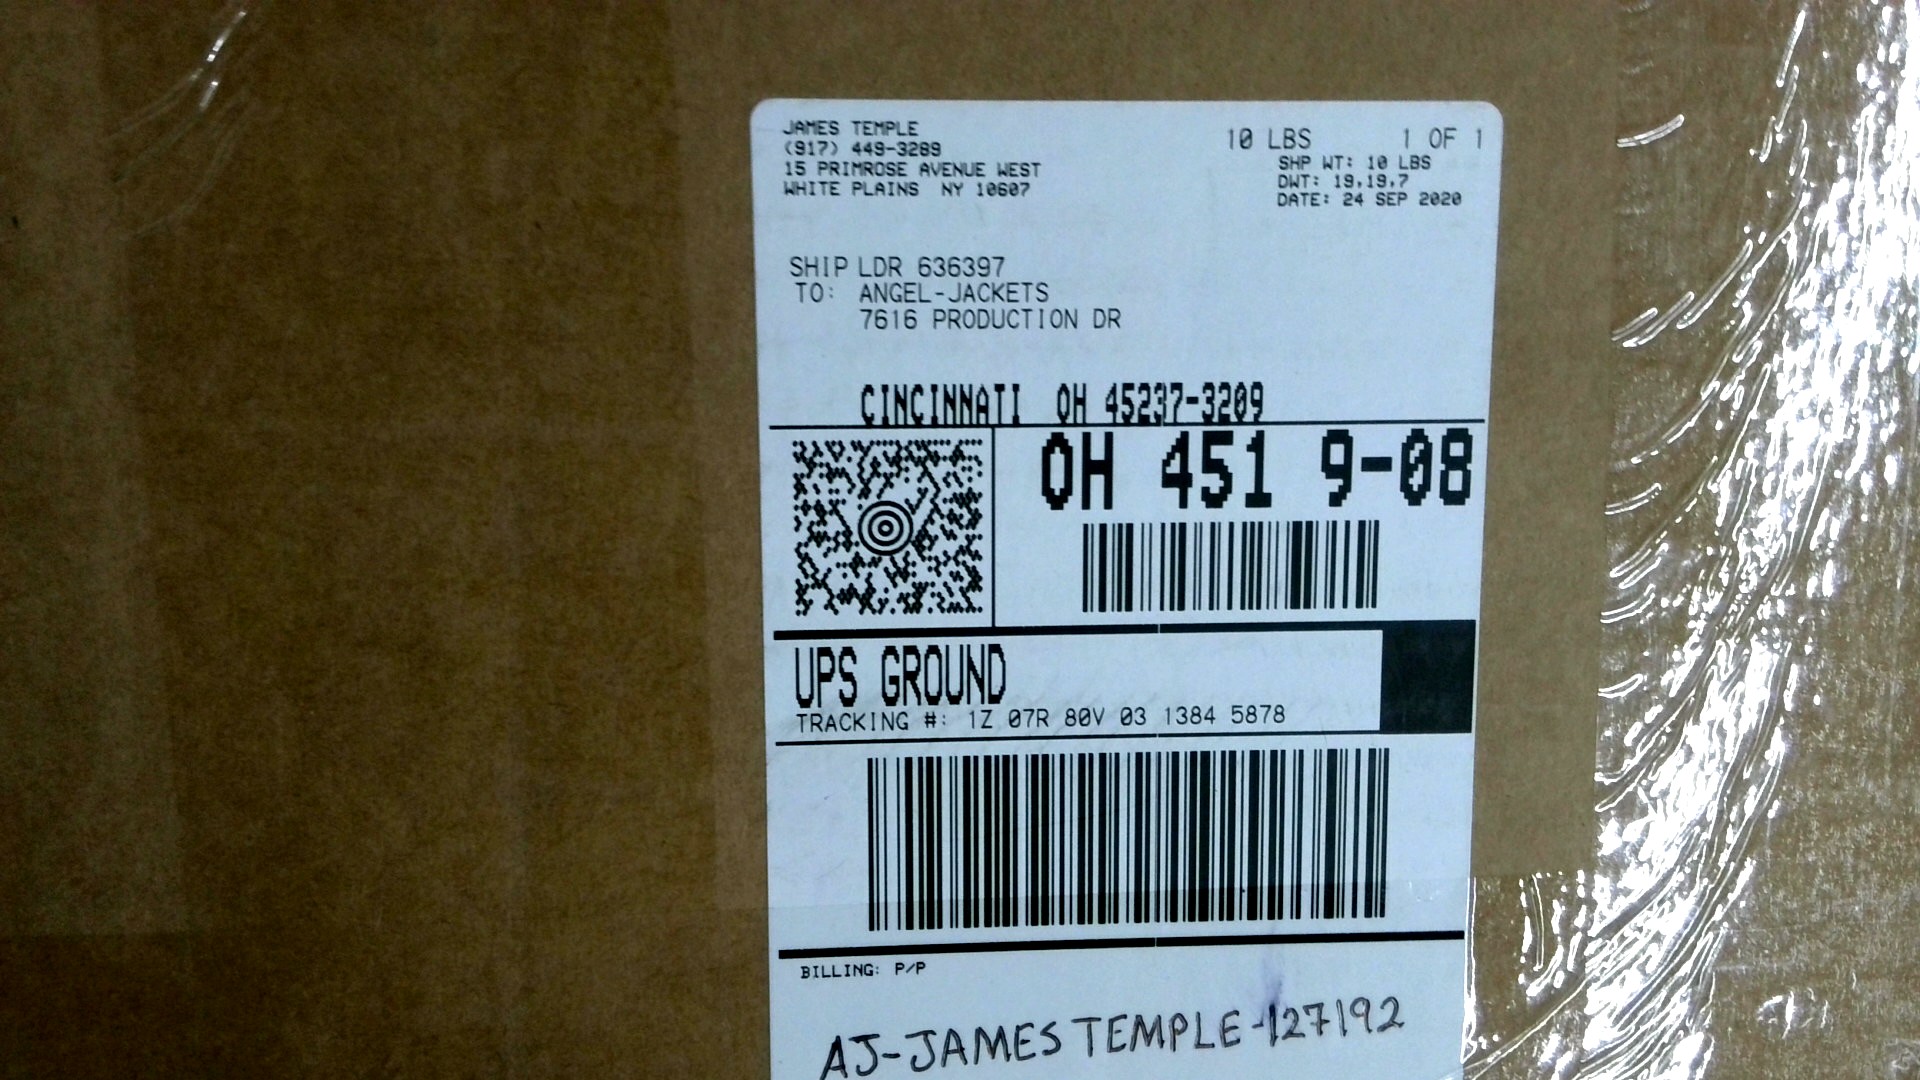 JAMES TEMPLE
(917) 449-3289
15 PRIMROSE AVENUE WEST
WHITE PLAINS NY 10607
10 LBS 1 OF 1
SHP WT: 10 LBS
DWT: 19,19,7
DATE: 24 SEP 2020
SHIP LDR 636397
TO: ANGEL-JACKETS
7616 PRODUCTION DR
CINCINNATI OH 45237-3209
OH 451 9-08
UPS GROUND
TRACKING #: 1Z 07R 80V 03 1384 5878
BILLING: P/P
AJ-JAMES TEMPLE-127192